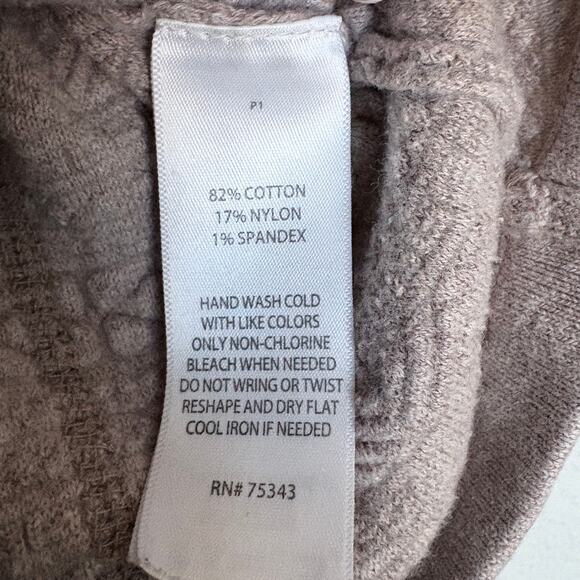 P1
82% COTTON
17% NYLON
1% SPANDEX
HAND WASH COLD
WITH LIKE COLORS
ONLY NON-CHLORINE
BLEACH WHEN NEEDED
DO NOT WRING OR TWIST
RESHAPE AND DRY FLAT
COOL IRON IF NEEDED
RN# 75343